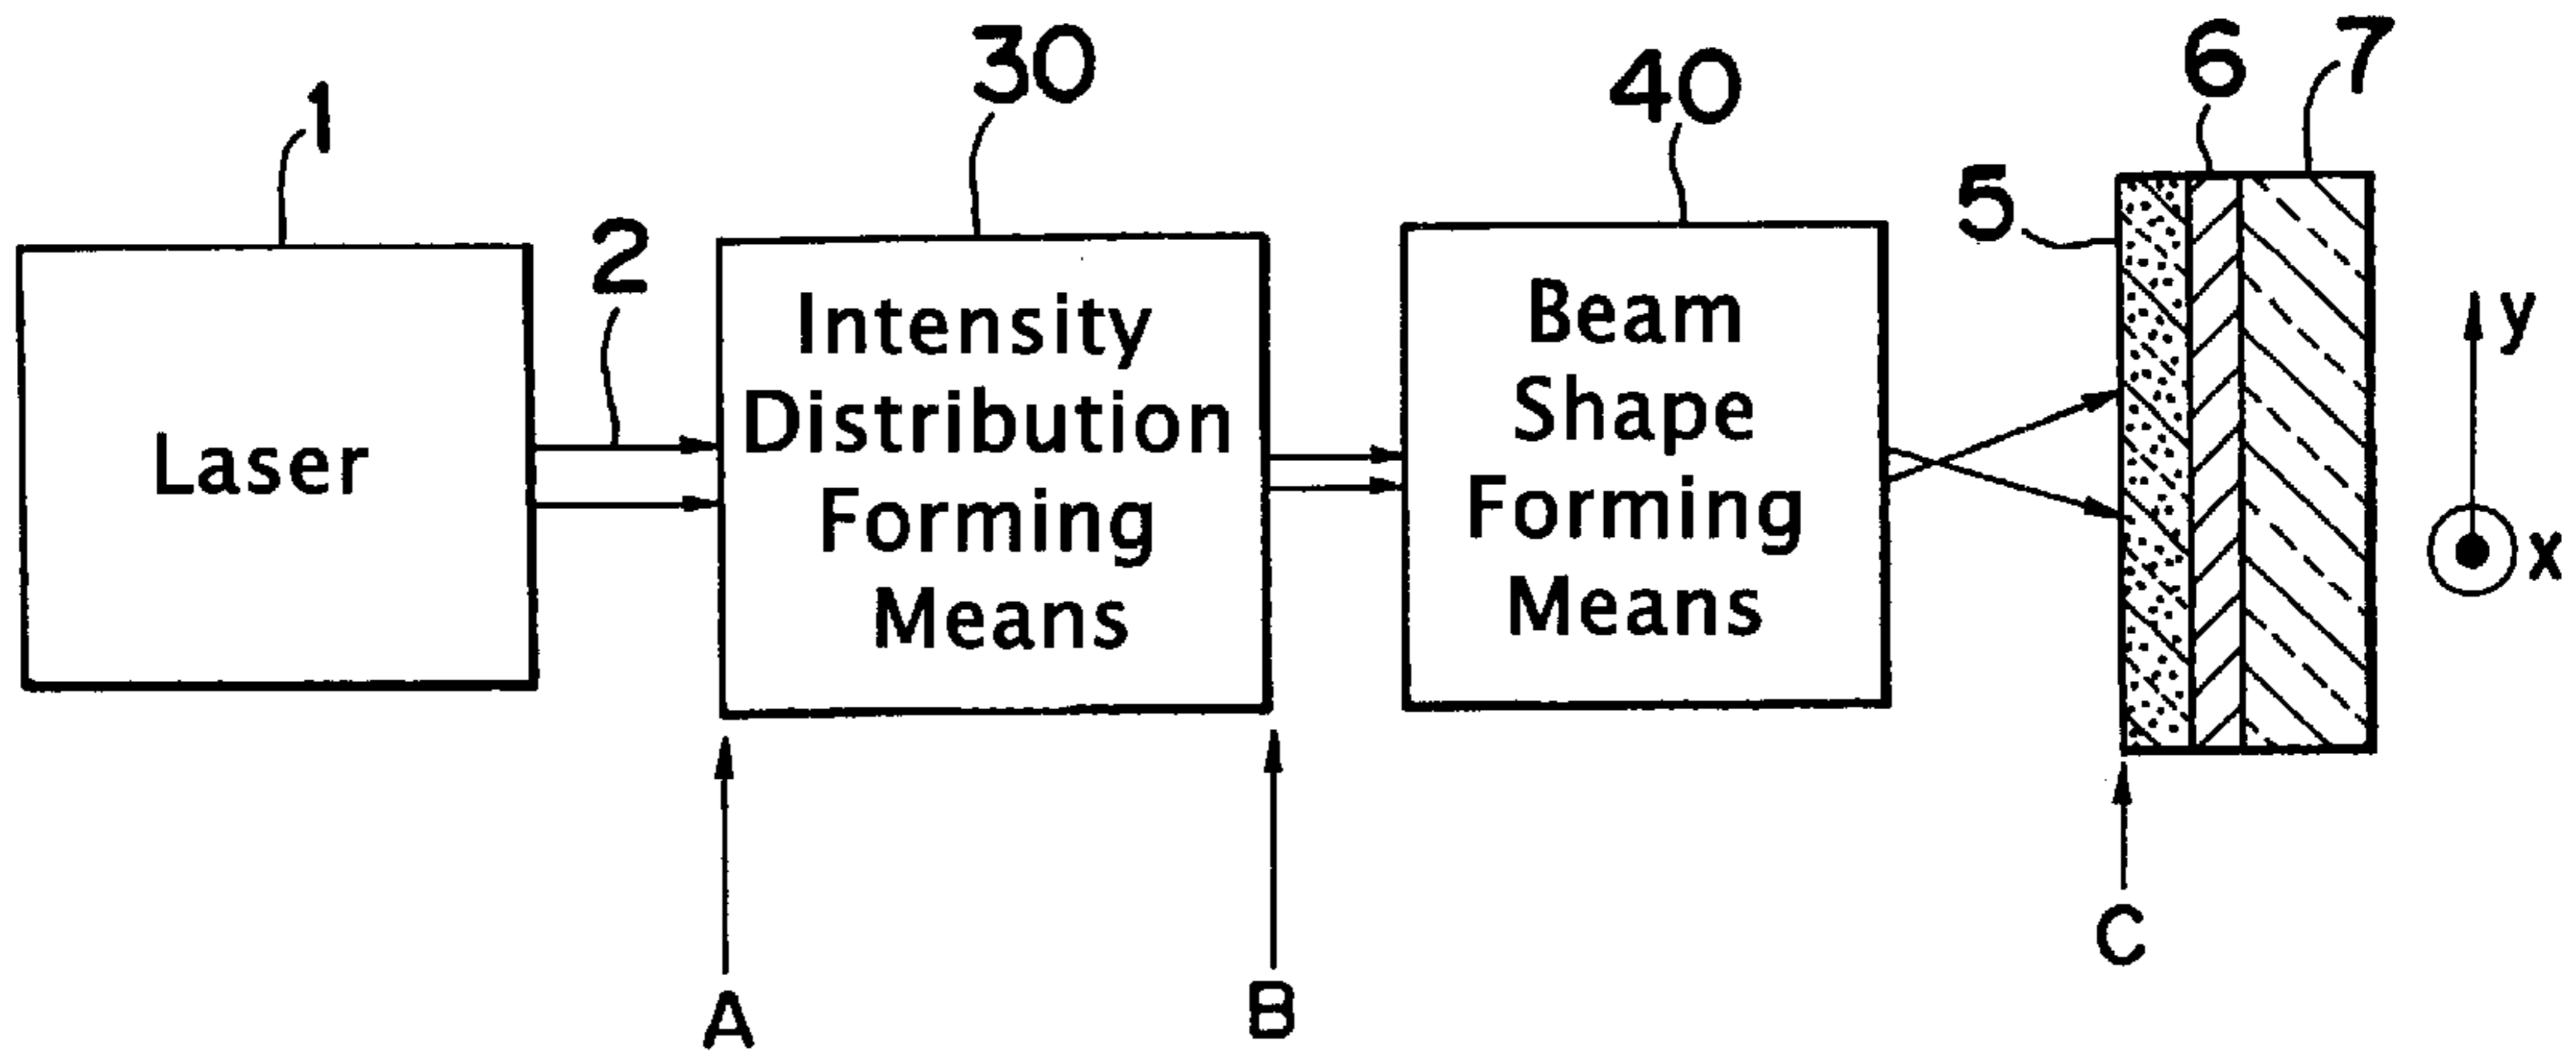 1
30
40
6
7
5
2
Laser
Intensity
Distribution
Forming
Means
Beam
Shape
Forming
Means
y
x
A
B
C